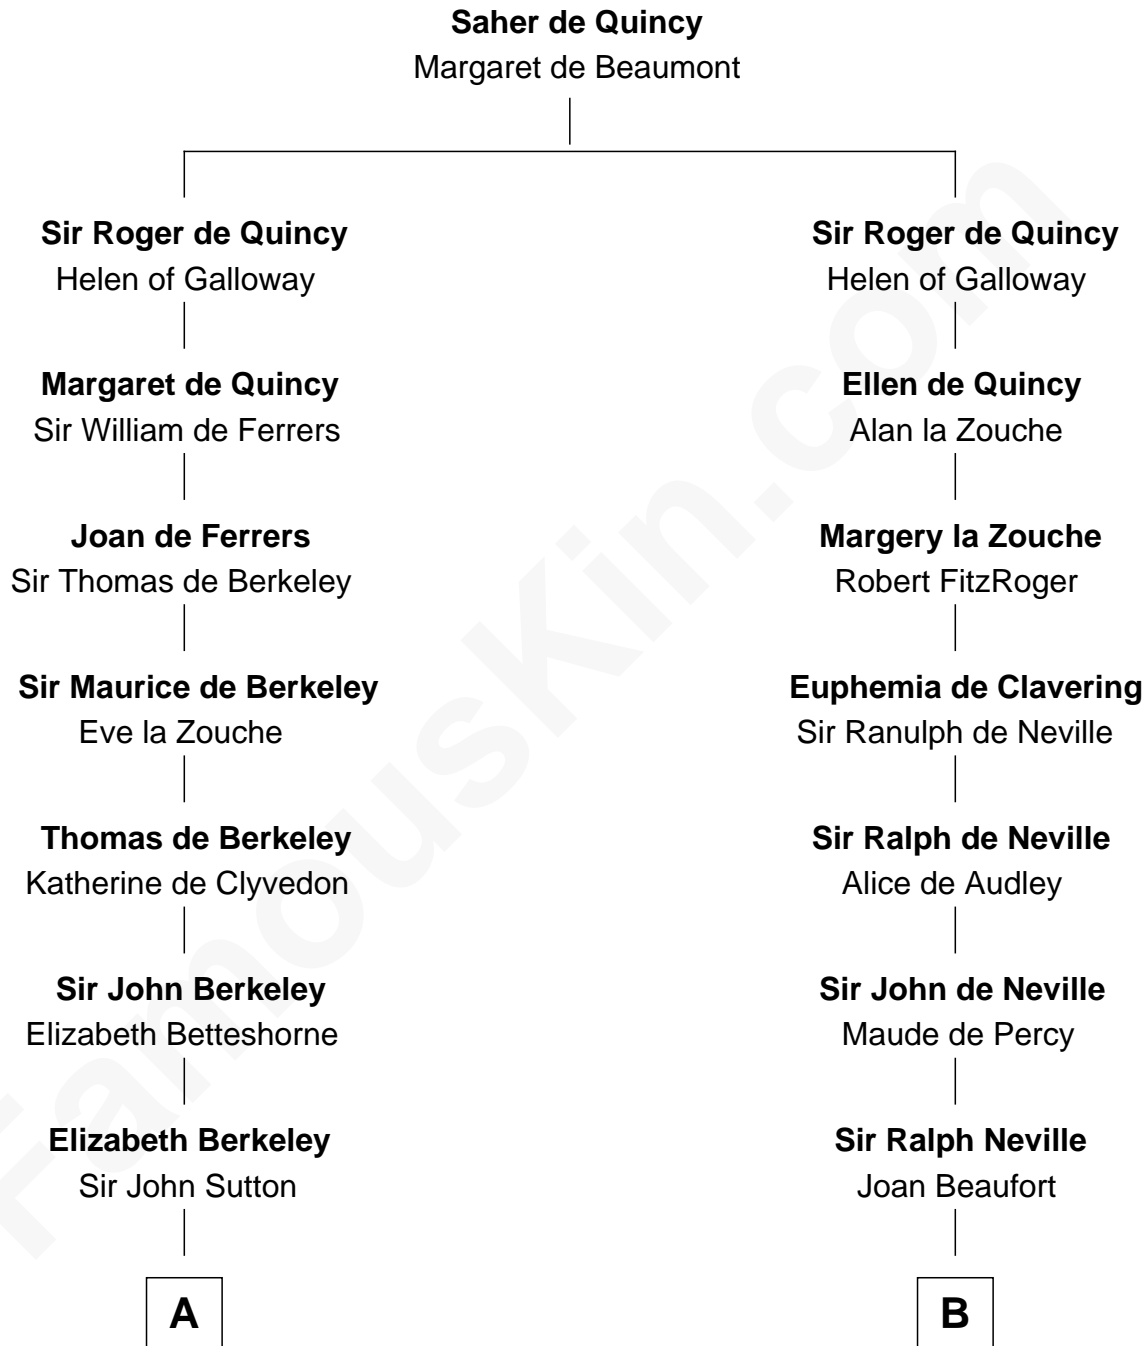 Saher de Quincy
Margaret de Beaumont
Sir Roger de Quincy
Helen of Galloway
Margaret de Quincy
Sir William de Ferrers
Joan de Ferrers
Sir Thomas de Berkeley
Sir Maurice de Berkeley
Eve la Zouche
Thomas de Berkeley
Katherine de Clyvedon
Sir John Berkeley
Elizabeth Betteshorne
Elizabeth Berkeley
Sir John Sutton
A
Sir Roger de Quincy
Helen of Galloway
Ellen de Quincy
Alan la Zouche
Margery la Zouche
Robert FitzRoger
Euphemia de Clavering
Sir Ranulph de Neville
Sir Ralph de Neville
Alice de Audley
Sir John de Neville
Maude de Percy
Sir Ralph Neville
Joan Beaufort
B
FamousKin.com